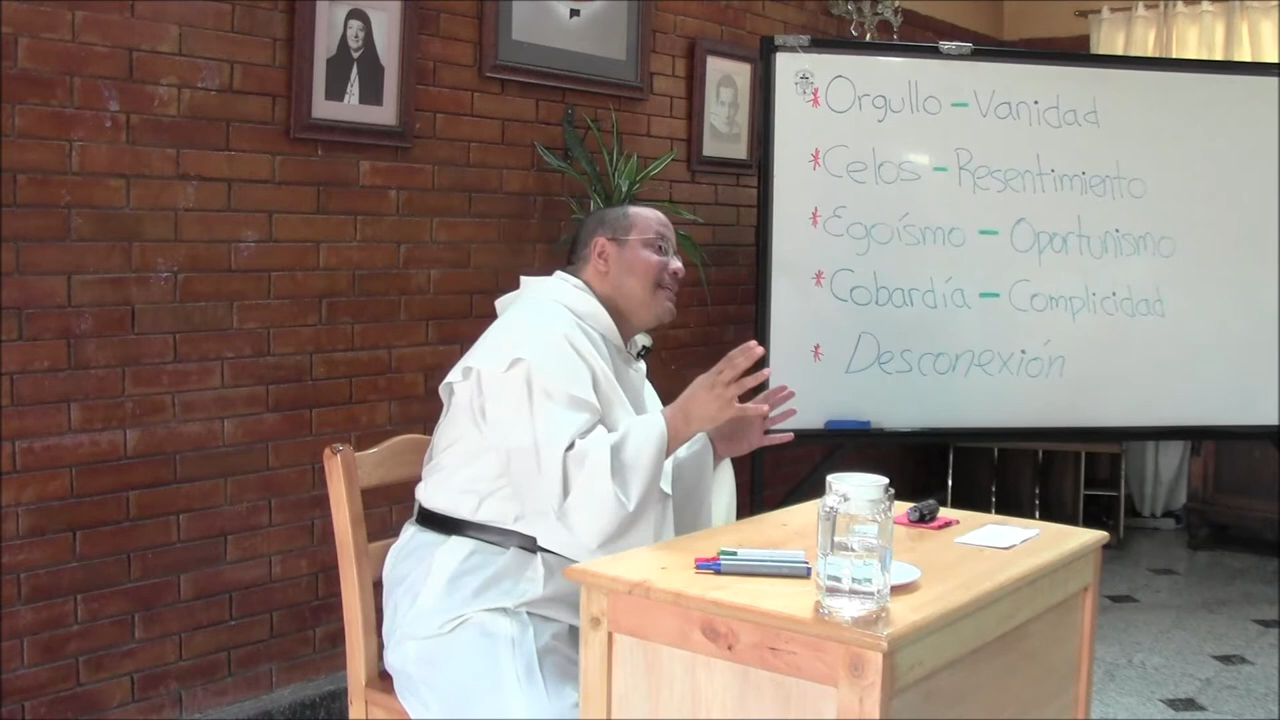 * Orgullo - Vanidad
* Celos - Resentimiento
* Egoísmo - Oportunismo
* Cobardía - Complicidad
* Desconexión